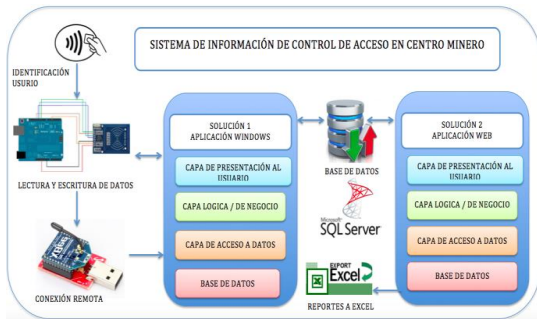 SISTEMA DE INFORMACIÓN DE CONTROL DE ACCESO EN CENTRO MINERO
IDENTIFICACIÓN
USURIO
LECTURA Y ESCRITURA DE DATOS
CONEXIÓN REMOTA
SOLUCIÓN 1
APLICACIÓN WINDOWS
CAPA DE PRESENTACIÓN AL
USUARIO
CAPA LOGICA / DE NEGOCIO
CAPA DE ACCESO A DATOS
BASE DE DATOS
BASE DE DATOS
Microsoft
SQL Server
EXPORT
Excel
REPORTES A EXCEL
SOLUCIÓN 2
APLICACIÓN WEB
CAPA DE PRESENTACIÓN AL
USUARIO
CAPA LOGICA / DE NEGOCIO
CAPA DE ACCESO A DATOS
BASE DE DATOS